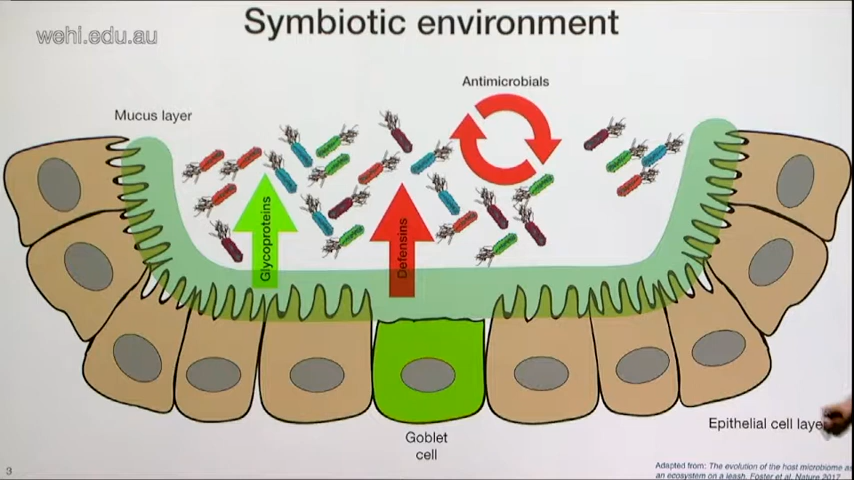 Symbiotic environment
wehi.edu.au
Antimicrobials
Mucus layer
Glycoproteins
Defensins
Goblet
cell
Epithelial cell laye
3
Adapted from: The evolution of the host microbiome as
an ecosystem on a leash. Foster et al. Nature 2017